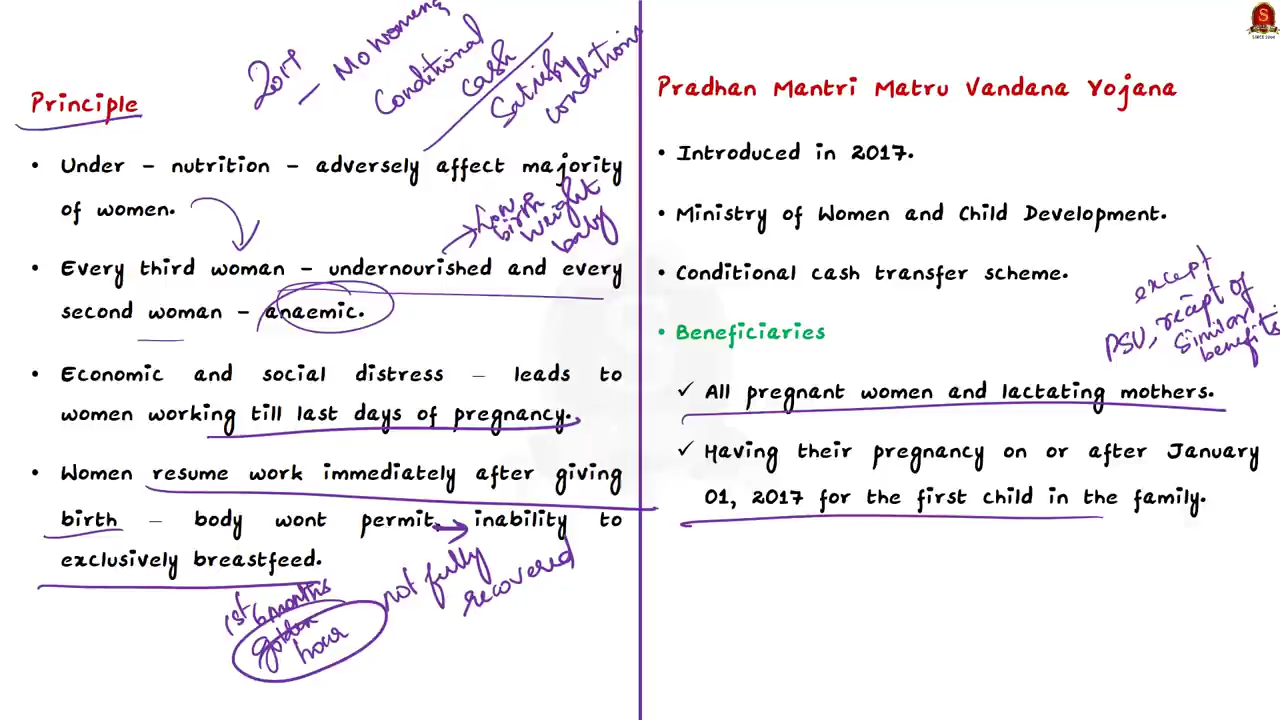 2017 – Mo Womens
Conditional
cash
Satisfy
conditions
Principle
• Under – nutrition – adversely affect majority
of women.
low
birth
weight
baby
• Every third woman – undernourished and every
second woman – anaemic.
• Economic and social distress – leads to
women working till last days of pregnancy.
• Women resume work immediately after giving
birth – body wont permit. → inability to
exclusively breastfeed.
1st 6 months
golden
hour
not fully
recovered
S
Pradhan Mantri Matru Vandana Yojana
• Introduced in 2017.
• Ministry of Women and Child Development.
• Conditional cash transfer scheme.
except
PSU, recept of
similar
benefits
• Beneficiaries
✓ All pregnant women and lactating mothers.
✓ Having their pregnancy on or after January
01, 2017 for the first child in the family.